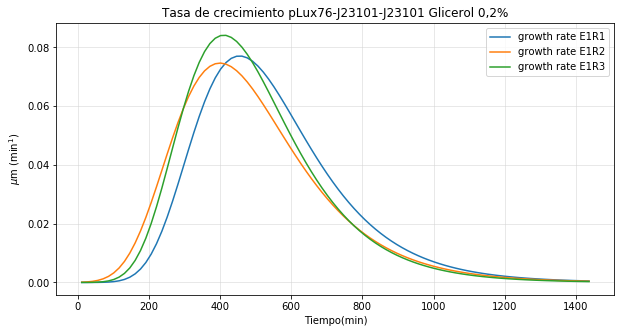 Tasa de crecimiento pLux76-J23101-J23101 Glicerol 0,2%
growth rate E1R1
growth rate E1R2
growth rate E1R3
μm (min¹)
0.08
0.06
0.04
0.02
0.00
0 200 400 600 800 1000 1200 1400
Tiempo(min)